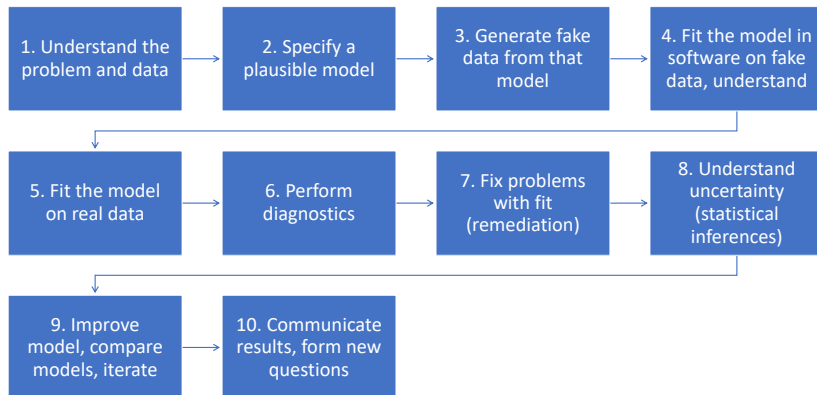 1. Understand the
problem and data
2. Specify a
plausible model
3. Generate fake
data from that
model
4. Fit the model in
software on fake
data, understand
5. Fit the model
on real data
6. Perform
diagnostics
7. Fix problems
with fit
(remediation)
8. Understand
uncertainty
(statistical
inferences)
9. Improve
model, compare
models, iterate
10. Communicate
results, form new
questions